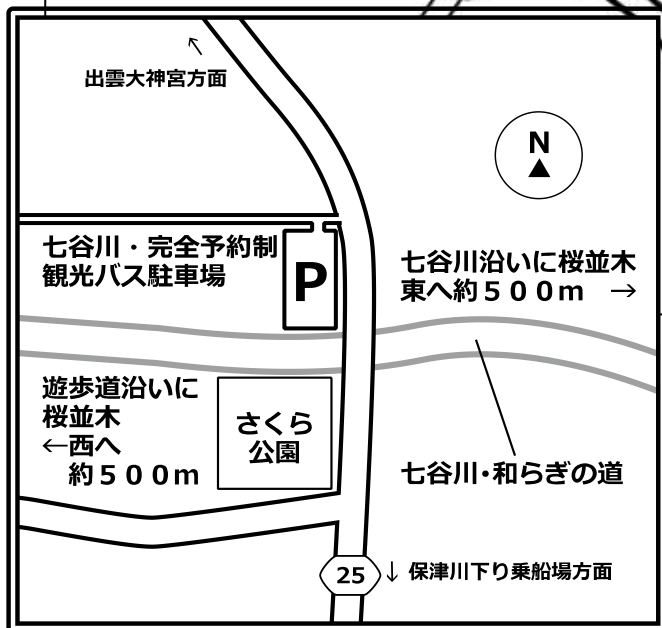 ↖
出雲大神宮方面
N
▲
七谷川・完全予約制
観光バス駐車場
P
七谷川沿いに桜並木
東へ約５００ｍ　→
遊歩道沿いに
桜並木
←西へ
約５００ｍ
さくら
公園
七谷川・和らぎの道
25
↓ 保津川下り乗船場方面